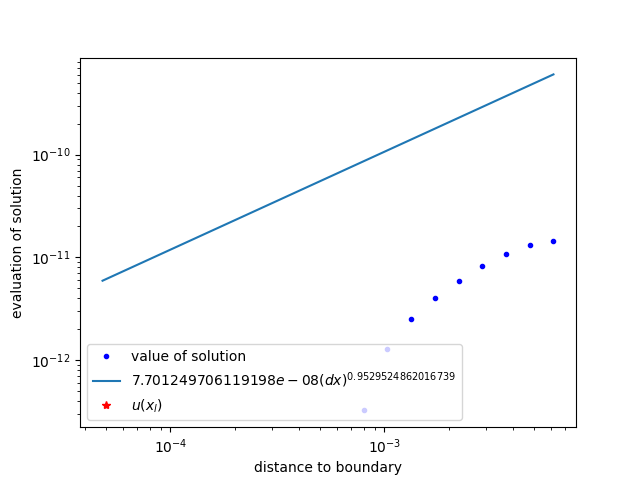 evaluation of solution
10⁻¹⁰
10⁻¹¹
10⁻¹²
value of solution
7.701249706119198e − 08(dx)^0.9529524862016739
u(x_l)
10⁻⁴ 10⁻³
distance to boundary